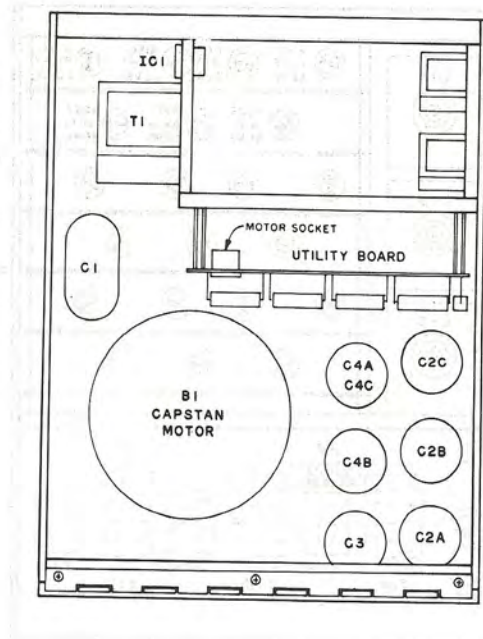 IC1
T1
MOTOR SOCKET
UTILITY BOARD
C1
C4A
C4C
C2C
B1
CAPSTAN
MOTOR
C4B
C2B
C3
C2A